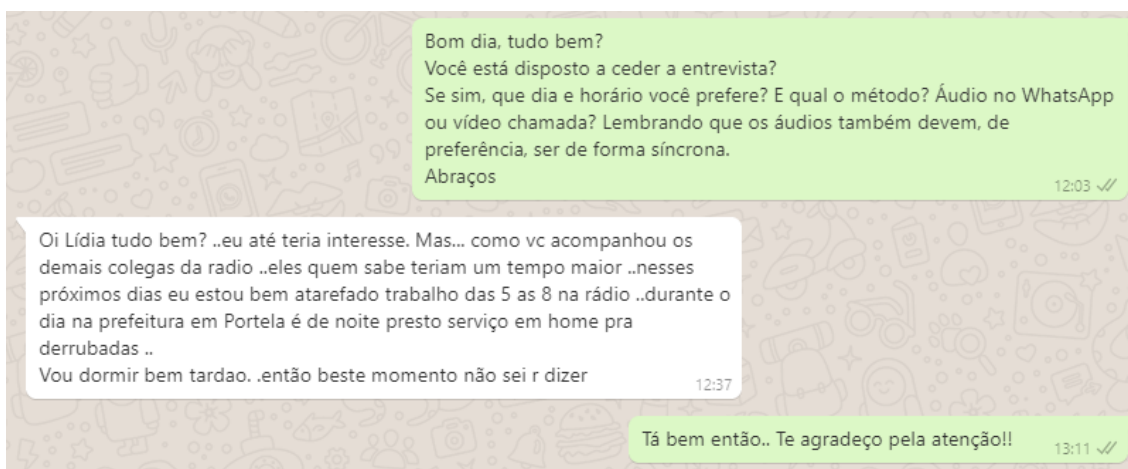 Bom dia, tudo bem?
Você está disposto a ceder a entrevista?
Se sim, que dia e horário você prefere? E qual o método? Áudio no WhatsApp
ou vídeo chamada? Lembrando que os áudios também devem, de
preferência, ser de forma síncrona.
Abraços
12:03
Oi Lídia tudo bem? ..eu até teria interesse. Mas... como vc acompanhou os
demais colegas da radio ..eles quem sabe teriam um tempo maior ..nesses
próximos dias eu estou bem atarefado trabalho das 5 as 8 na rádio ..durante o
dia na prefeitura em Portela é de noite presto serviço em home pra
derrubadas ..
Vou dormir bem tardao. .então beste momento não sei r dizer
12:37
Tá bem então.. Te agradeço pela atenção!!
13:11